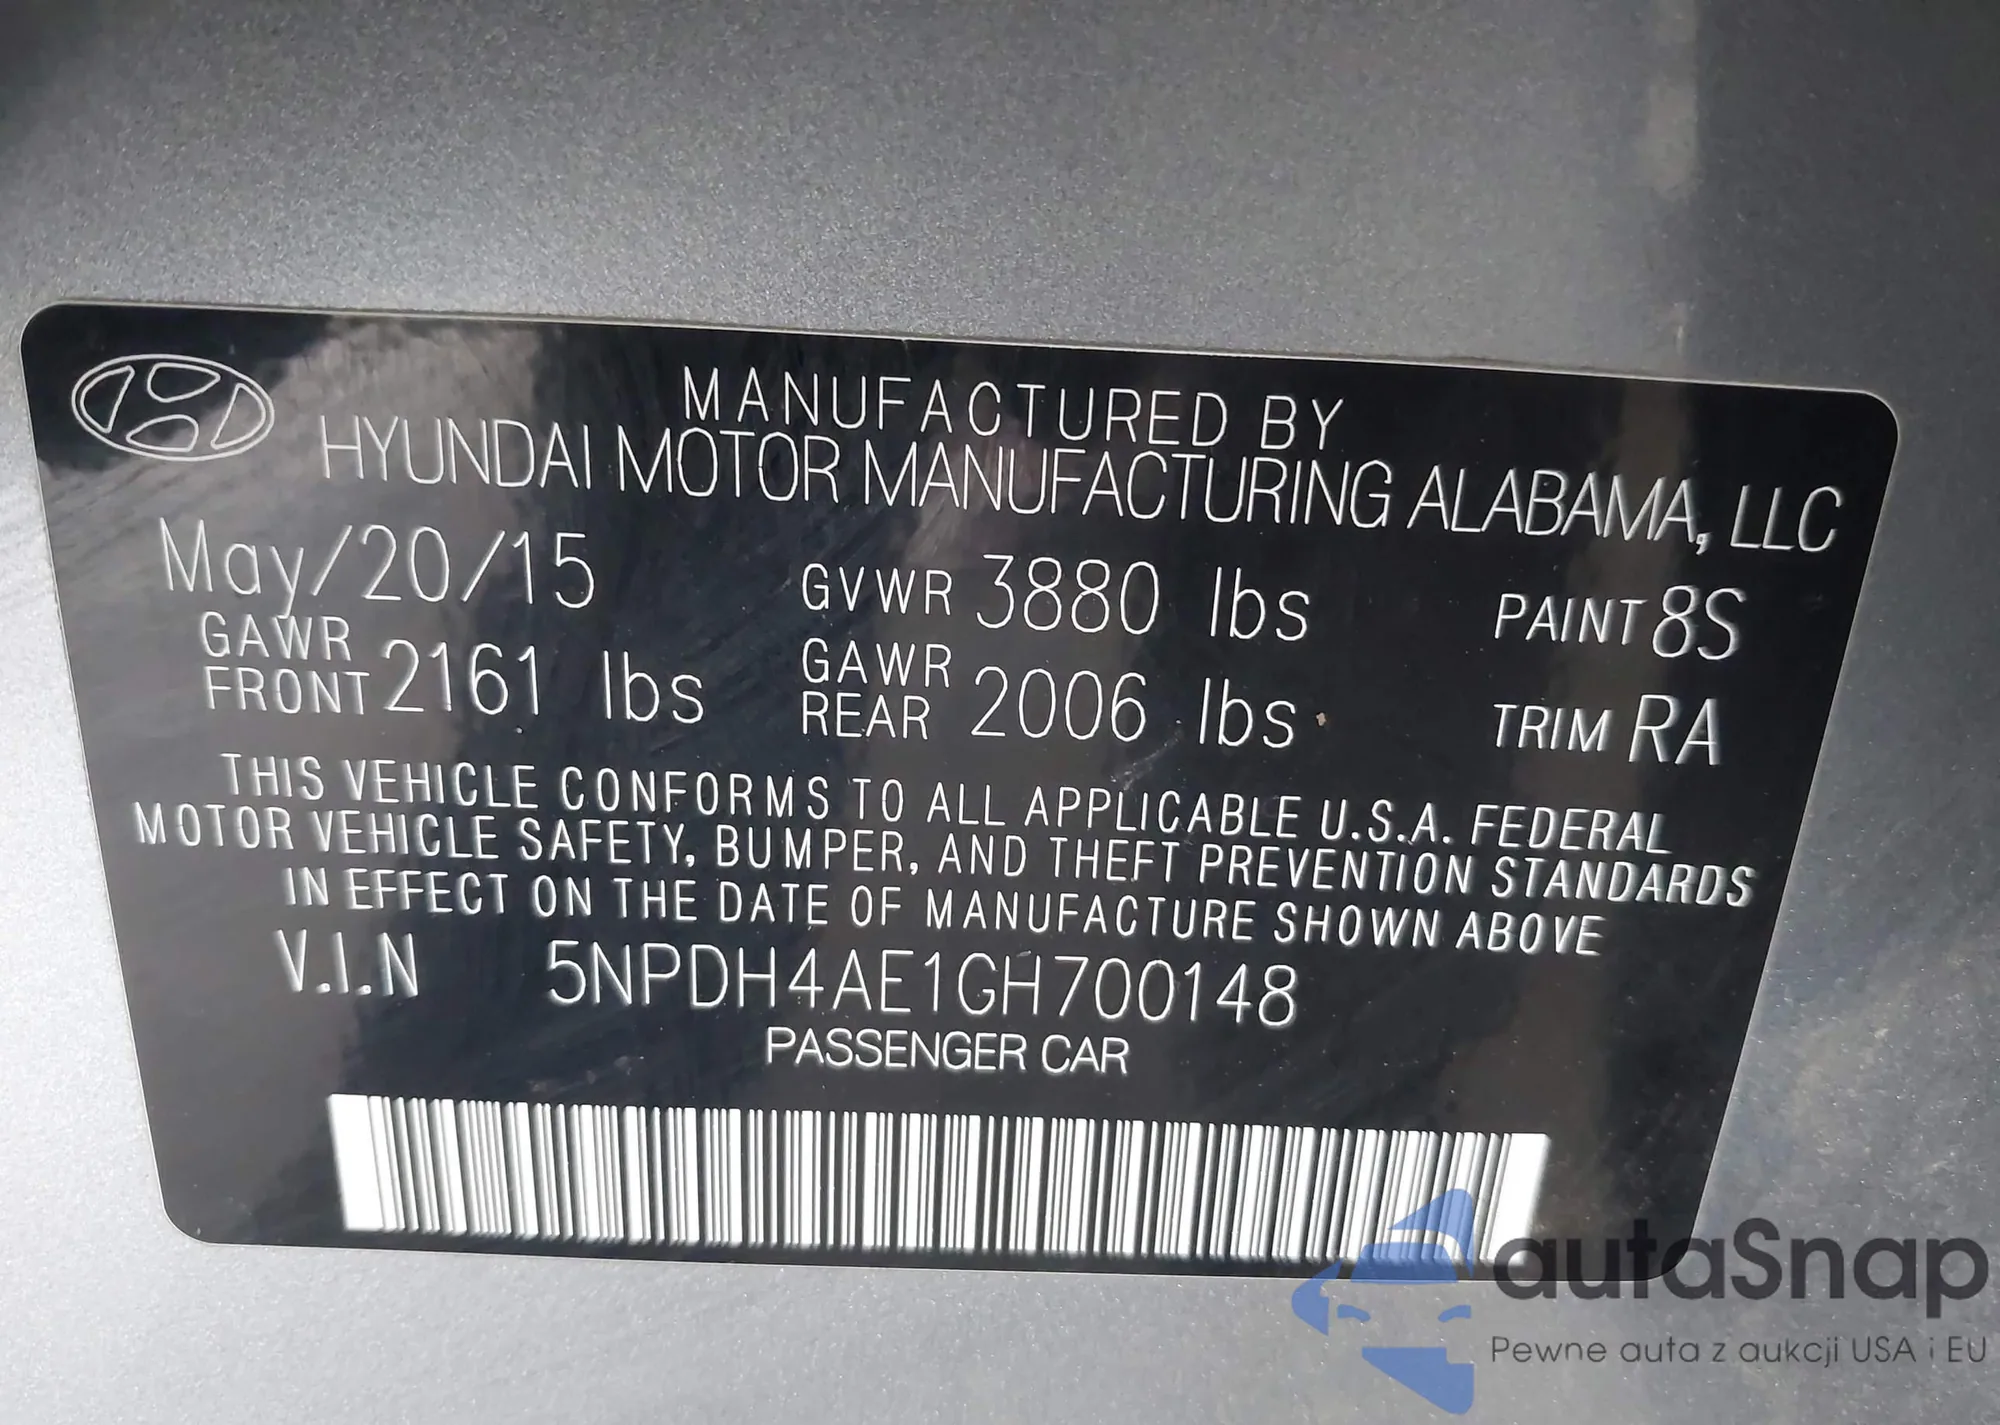 MANUFACTURED BY
HYUNDAI MOTOR MANUFACTURING ALABAMA, LLC
May/20/15 GVWR 3880 lbs PAINT 8S
GAWR FRONT 2161 lbs GAWR REAR 2006 lbs TRIM RA
THIS VEHICLE CONFORMS TO ALL APPLICABLE U.S.A. FEDERAL
MOTOR VEHICLE SAFETY, BUMPER, AND THEFT PREVENTION STANDARDS
IN EFFECT ON THE DATE OF MANUFACTURE SHOWN ABOVE
V.I.N 5NPDH4AE1GH700148
PASSENGER CAR
autaSnap
Pewne auta z aukcji USA i EU